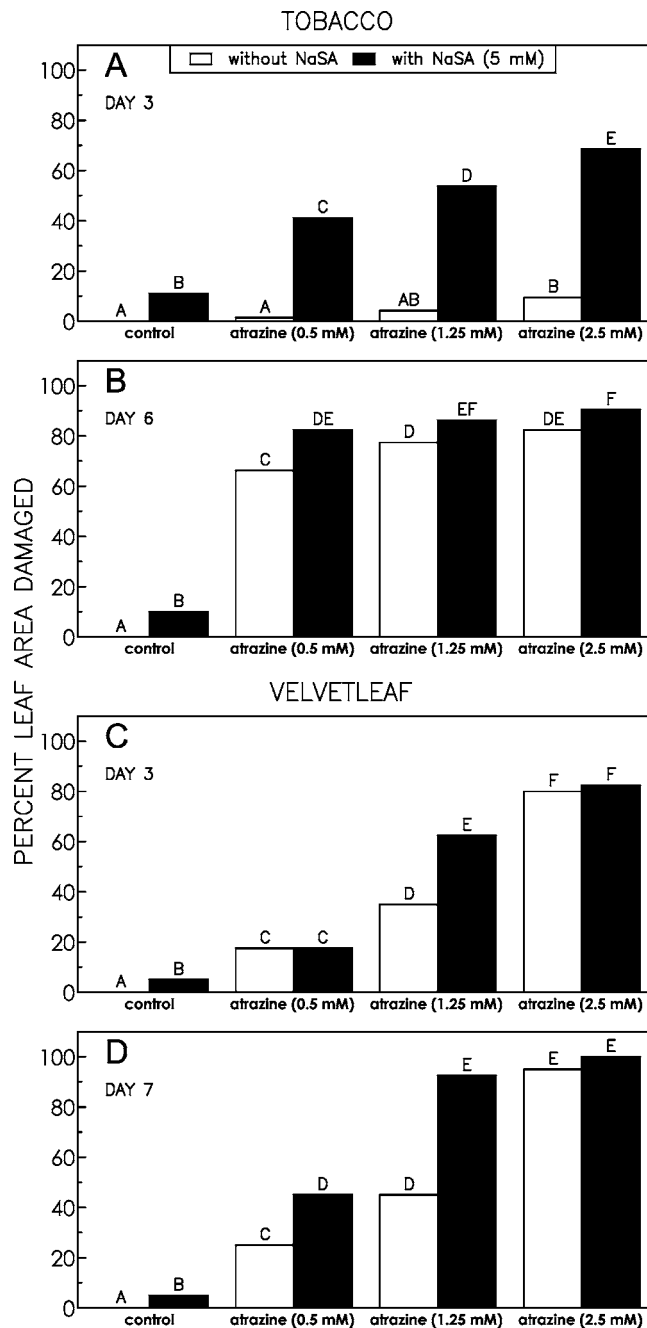 TOBACCO
without NaSA with NaSA (5 mM)
A
DAY 3
100
80
60
40
20
0
A B A C AB D B E
control atrazine (0.5 mM) atrazine (1.25 mM) atrazine (2.5 mM)
B
DAY 6
100
80
60
40
20
0
A B C DE D EF DE F
control atrazine (0.5 mM) atrazine (1.25 mM) atrazine (2.5 mM)
PERCENT LEAF AREA DAMAGED
VELVETLEAF
C
DAY 3
100
80
60
40
20
0
A B C C D E F F
control atrazine (0.5 mM) atrazine (1.25 mM) atrazine (2.5 mM)
D
DAY 7
100
80
60
40
20
0
A B C D D E E E
control atrazine (0.5 mM) atrazine (1.25 mM) atrazine (2.5 mM)